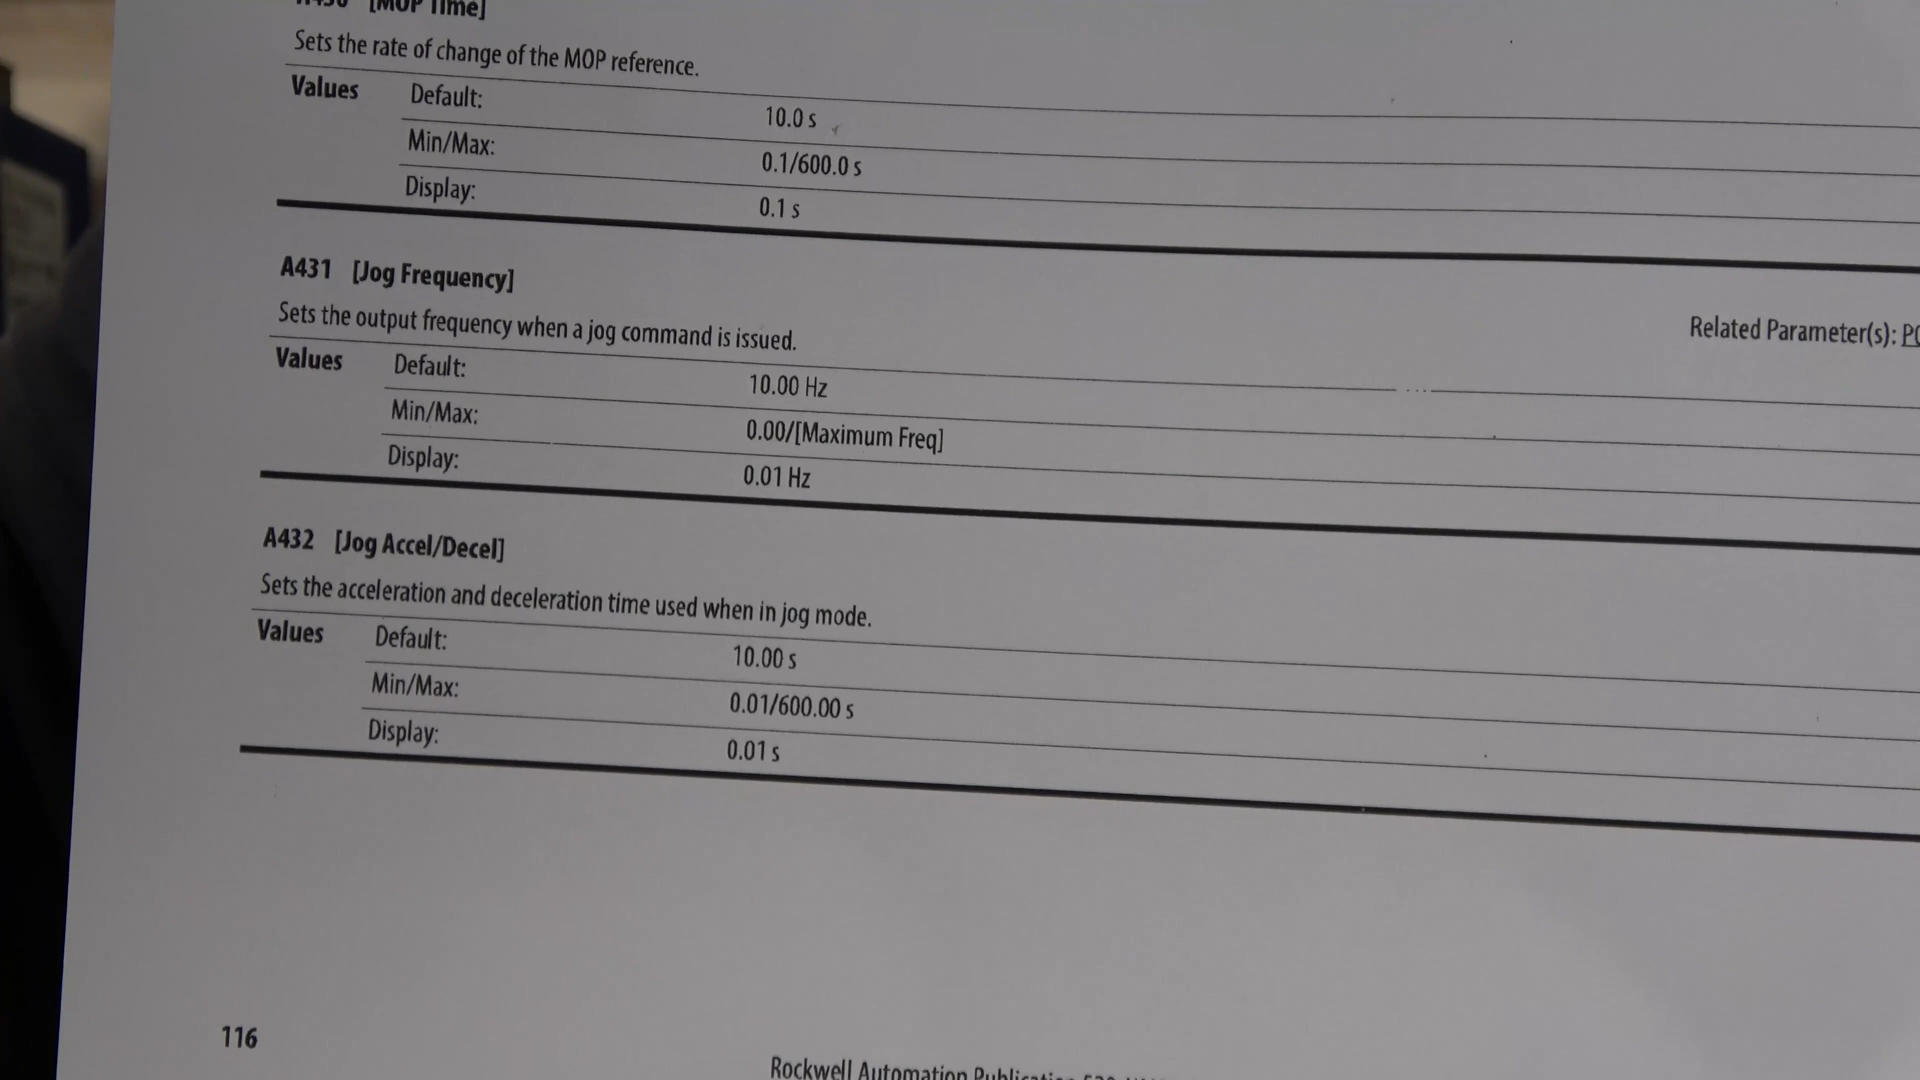 [MOP Time]
Sets the rate of change of the MOP reference.
Values Default: 10.0 s
Min/Max: 0.1/600.0 s
Display: 0.1 s
A431 [Jog Frequency]
Sets the output frequency when a jog command is issued.
Related Parameter(s):
Values Default: 10.00 Hz
Min/Max: 0.00/[Maximum Freq]
Display: 0.01 Hz
A432 [Jog Accel/Decel]
Sets the acceleration and deceleration time used when in jog mode.
Values Default: 10.00 s
Min/Max: 0.01/600.00 s
Display: 0.01 s
116
Rockwell Automation Publication